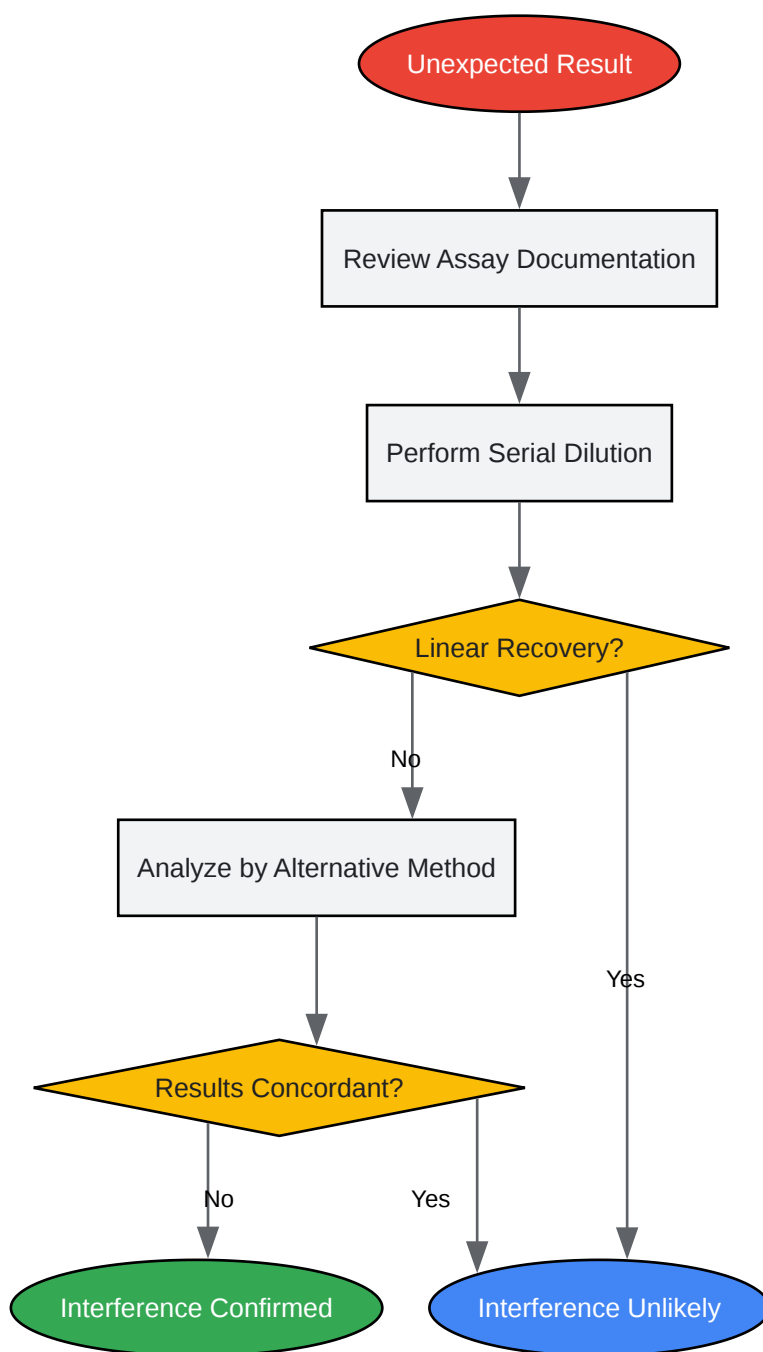 Unexpected Result
Review Assay Documentation
Perform Serial Dilution
Linear Recovery?
No
Analyze by Alternative Method
Yes
Results Concordant?
No
Yes
Interference Confirmed
Interference Unlikely